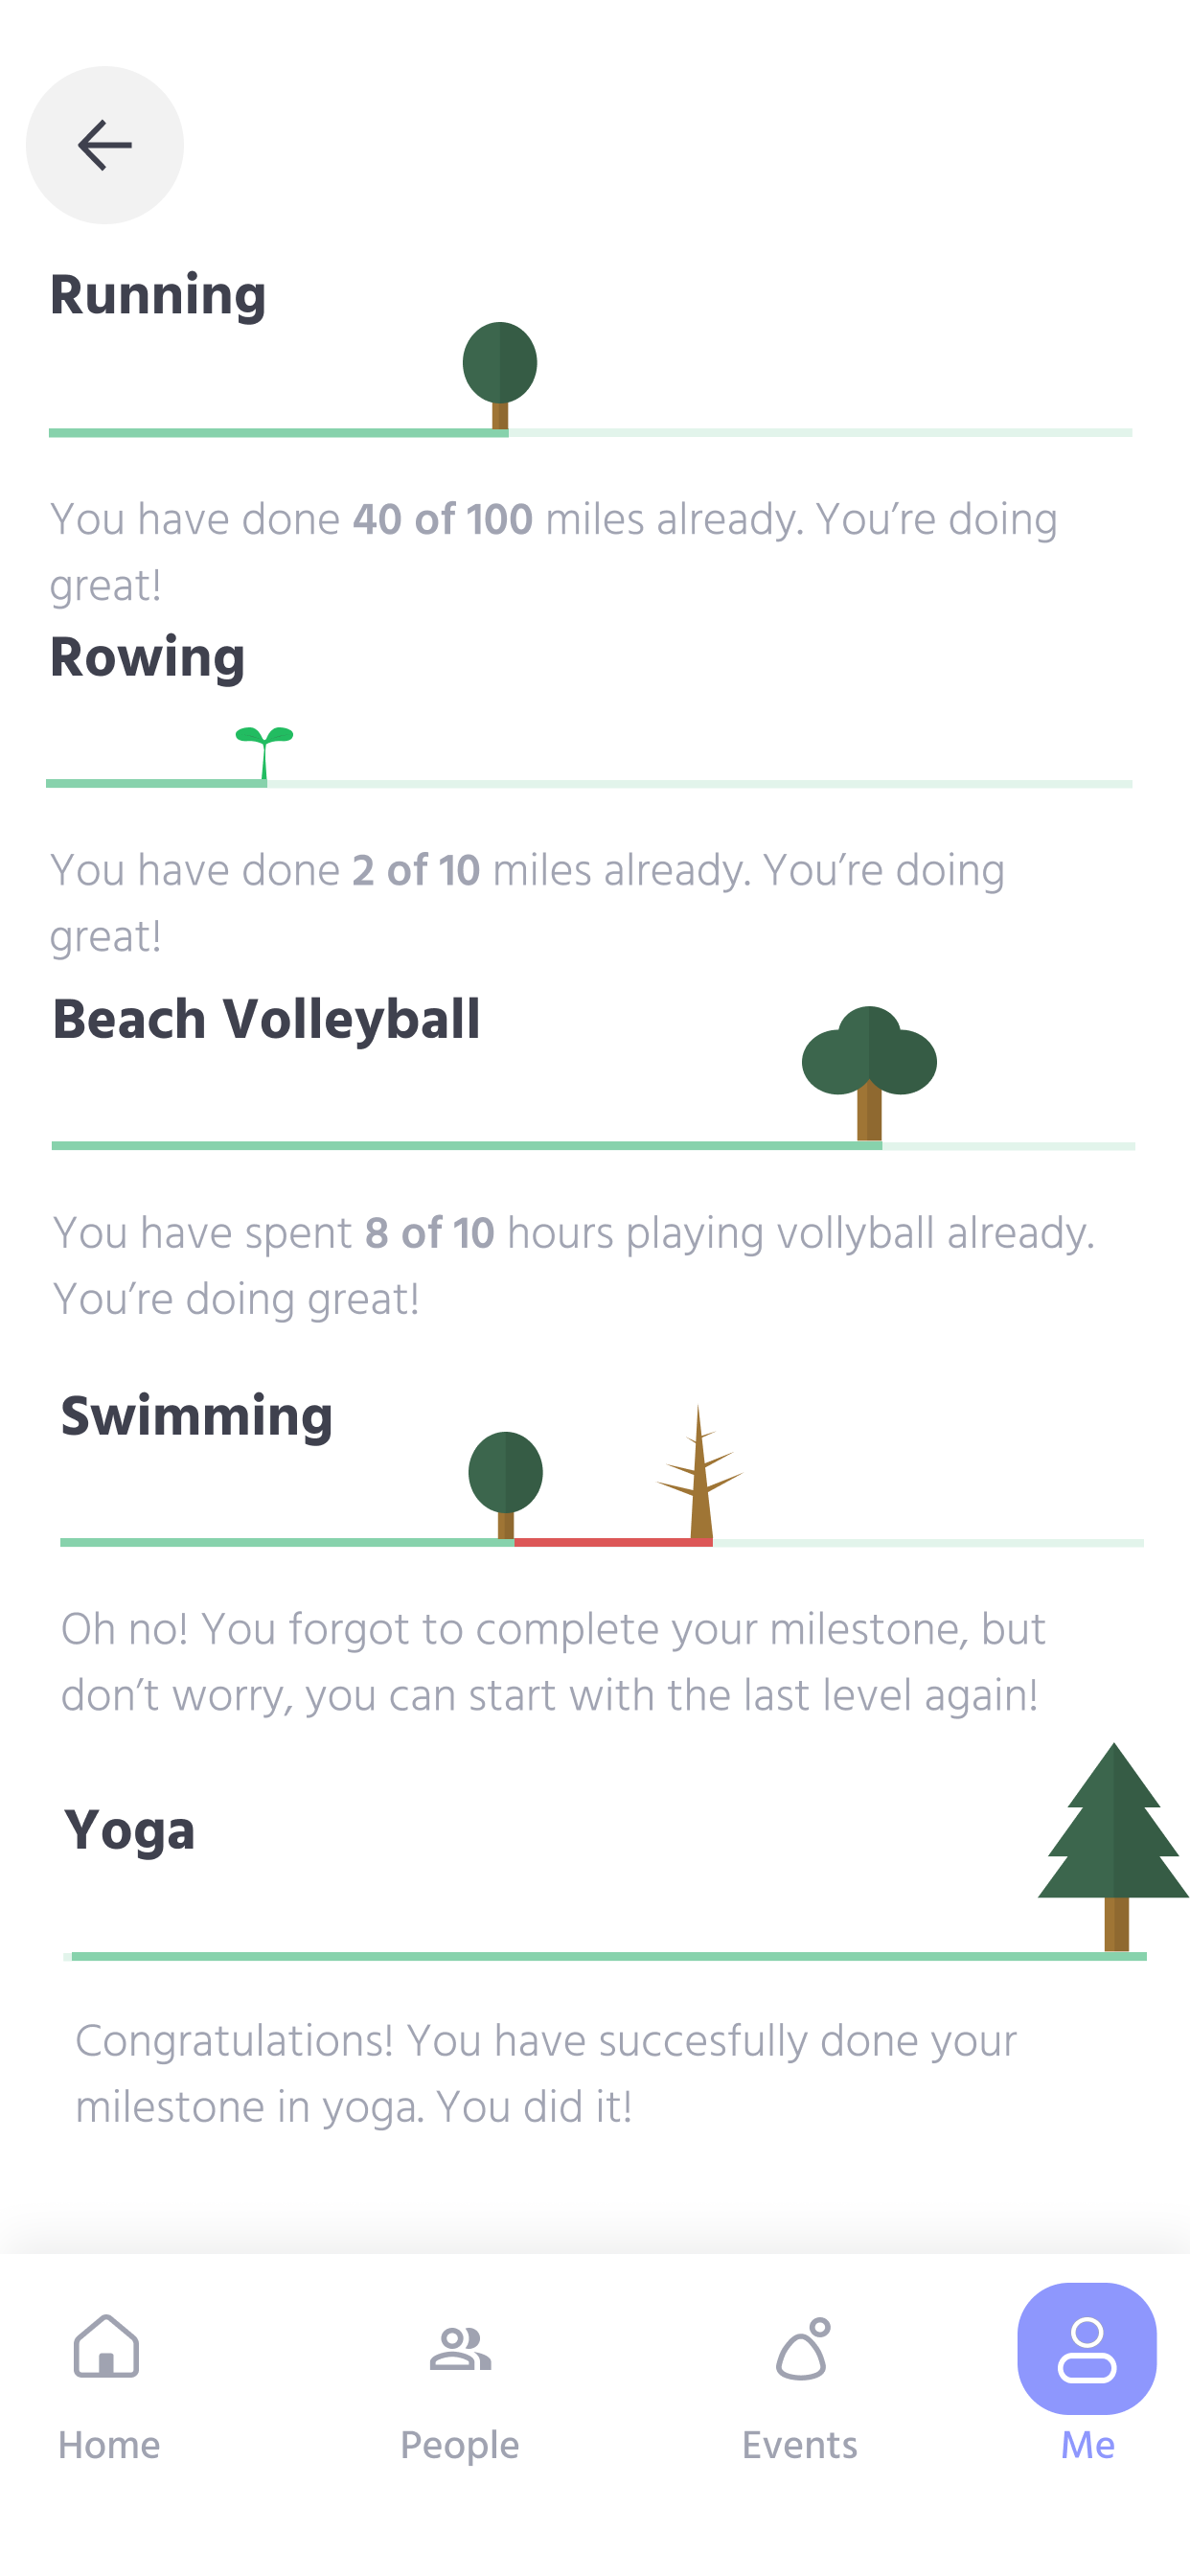 Running
You have done 40 of 100 miles already. You’re doing
great!
Rowing
You have done 2 of 10 miles already. You’re doing
great!
Beach Volleyball
You have spent 8 of 10 hours playing vollyball already.
You’re doing great!
Swimming
Oh no! You forgot to complete your milestone, but
don’t worry, you can start with the last level again!
Yoga
Congratulations! You have succesfully done your
milestone in yoga. You did it!
Home People Events Me